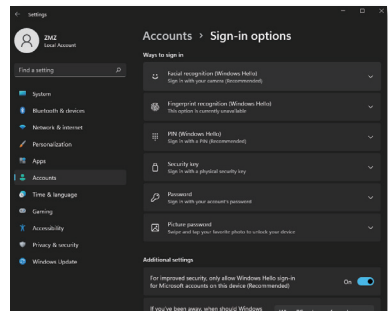 Settings
ZMZ
Local Account
Find a setting
System
Bluetooth & devices
Network & internet
Personalization
Apps
Accounts
Time & language
Gaming
Accessibility
Privacy & security
Windows Update
Accounts > Sign-in options
Ways to sign in
Facial recognition (Windows Hello)
Sign in with your camera (Recommended)
Fingerprint recognition (Windows Hello)
This option is currently unavailable
PIN (Windows Hello)
Sign in with a PIN (Recommended)
Security key
Sign in with a physical security key
Password
Sign in with your account's password
Picture password
Swipe and tap your favorite photo to unlock your device
Additional settings
For improved security, only allow Windows Hello sign-in
for Microsoft accounts on this device (Recommended)
On
If you've been away, when should Windows